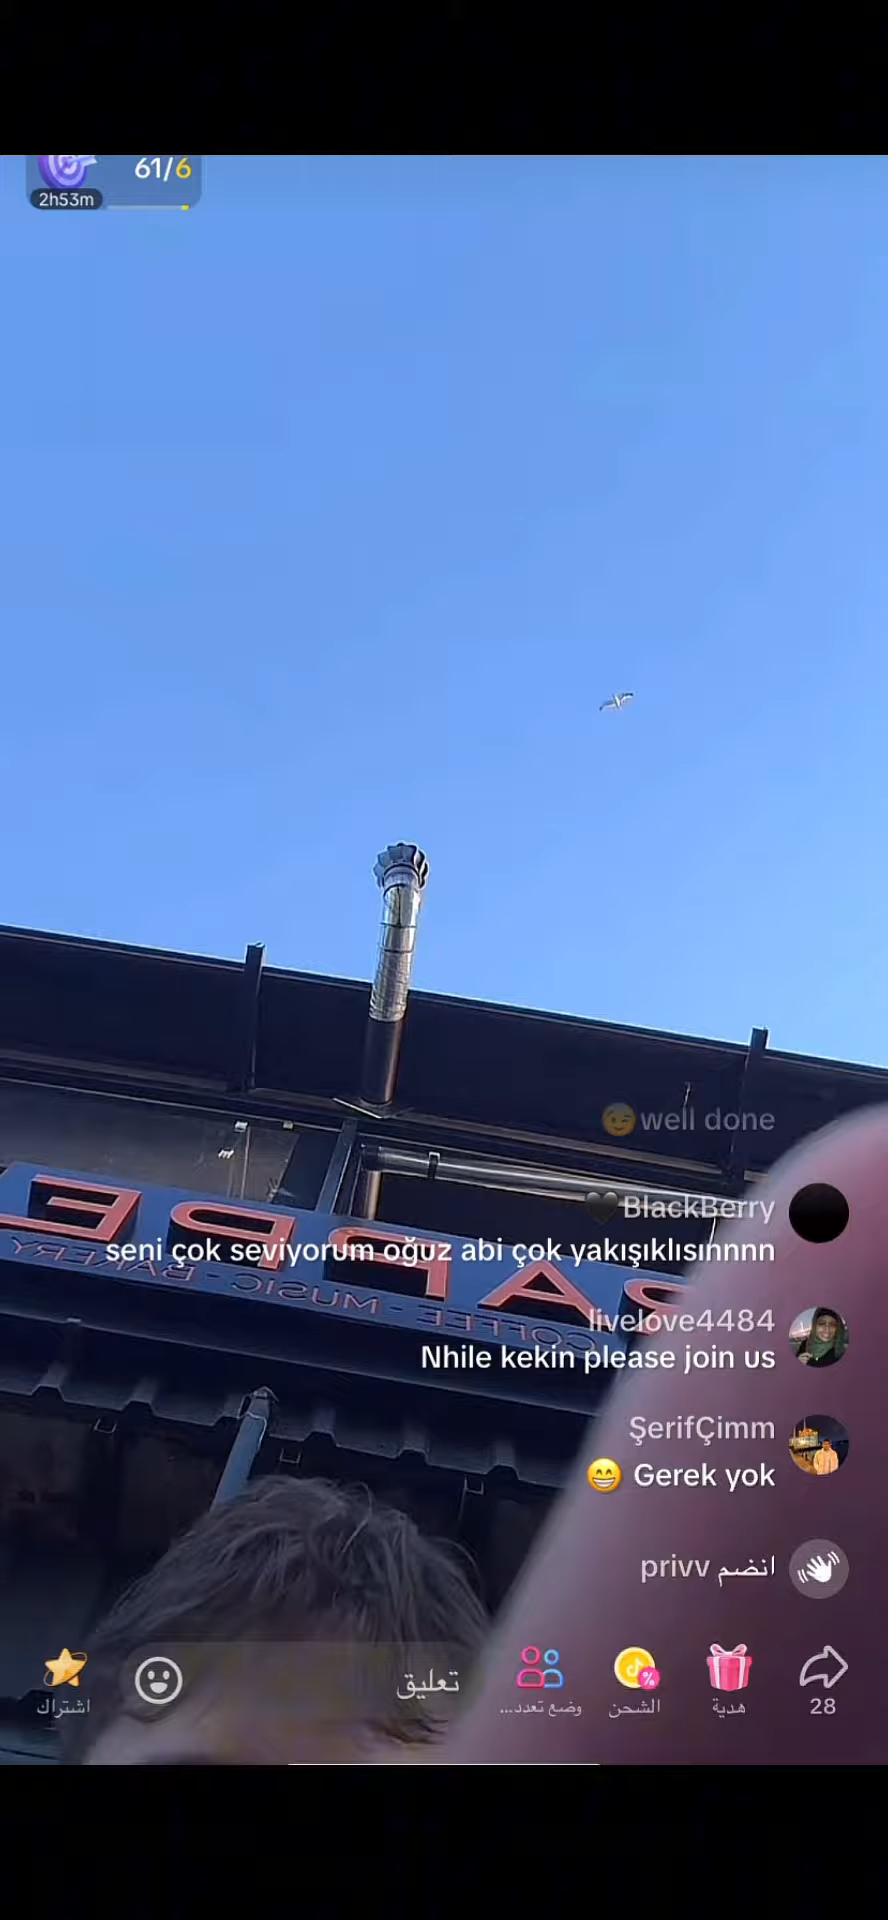 61/6
2h53m
😉well done
🖤BlackBerry
seni çok seviyorum oğuz abi çok yakışıklısınnnn
livelove4484
Nhile kekin please join us
ŞerifÇimm
😁 Gerek yok
privv انضم
COFFEE - MUSIC - BAKERY
اشتراك
تعليق
وضع تعدد...
الشحن
هدية
28